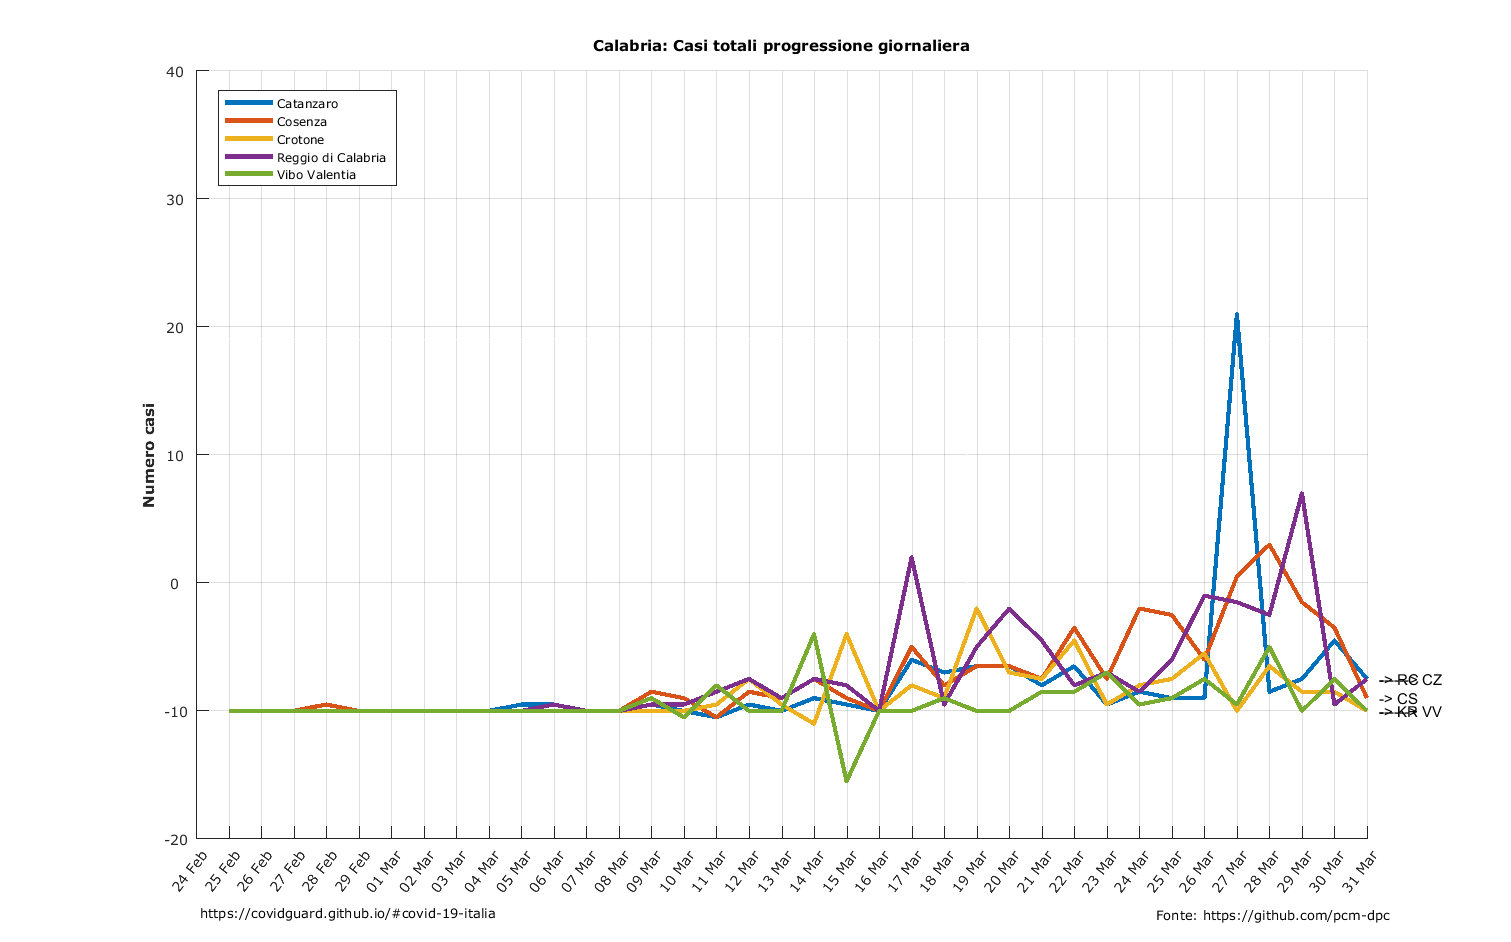 Calabria: Casi totali progressione giornaliera
40
30
20
10
0
-10
-20
Numero casi
Catanzaro
Cosenza
Crotone
Reggio di Calabria
Vibo Valentia
-> RC CZ
-> CS
-> KR VV
24 Feb
25 Feb
26 Feb
27 Feb
28 Feb
29 Feb
01 Mar
02 Mar
03 Mar
04 Mar
05 Mar
06 Mar
07 Mar
08 Mar
09 Mar
10 Mar
11 Mar
12 Mar
13 Mar
14 Mar
15 Mar
16 Mar
17 Mar
18 Mar
19 Mar
20 Mar
21 Mar
22 Mar
23 Mar
24 Mar
25 Mar
26 Mar
27 Mar
28 Mar
29 Mar
30 Mar
31 Mar
https://covidguard.github.io/#covid-19-italia
Fonte: https://github.com/pcm-dpc